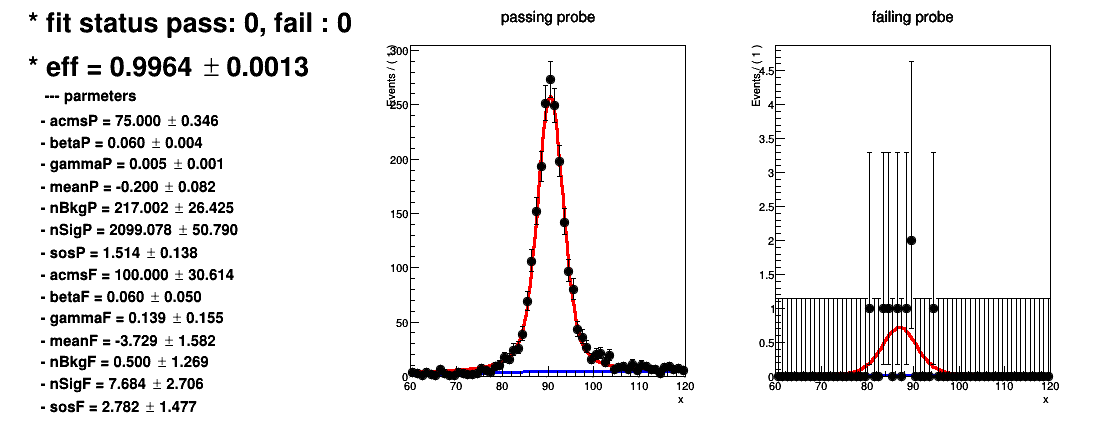 * fit status pass: 0, fail : 0
* eff = 0.9964 ± 0.0013
--- parmeters
- acmsP = 75.000 ± 0.346
- betaP = 0.060 ± 0.004
- gammaP = 0.005 ± 0.001
- meanP = -0.200 ± 0.082
- nBkgP = 217.002 ± 26.425
- nSigP = 2099.078 ± 50.790
- sosP = 1.514 ± 0.138
- acmsF = 100.000 ± 30.614
- betaF = 0.060 ± 0.050
- gammaF = 0.139 ± 0.155
- meanF = -3.729 ± 1.582
- nBkgF = 0.500 ± 1.269
- nSigF = 7.684 ± 2.706
- sosF = 2.782 ± 1.477
passing probe
Events / ( 1 )
300
250
200
150
100
50
0
60 70 80 90 100 110 120
x
failing probe
Events / ( 1 )
4.5
4
3.5
3
2.5
2
1.5
1
0.5
0
60 70 80 90 100 110 120
x